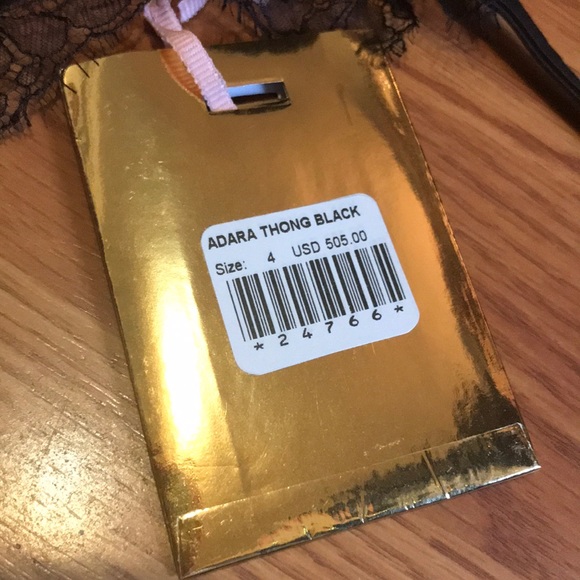 ADARA THONG BLACK
Size: 4 USD 505.00
*24766*